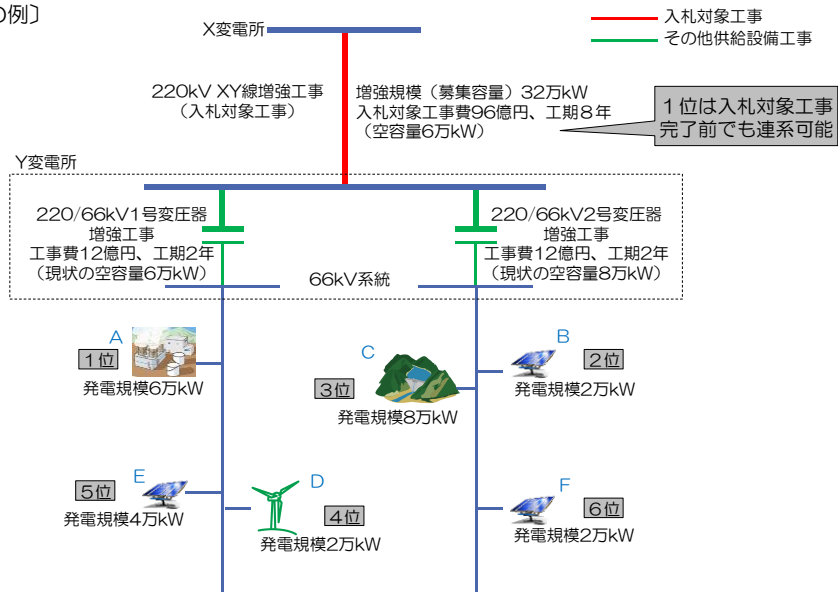 の例〕
X変電所
入札対象工事
その他供給設備工事
220kV XY線増強工事
（入札対象工事）
増強規模（募集容量）32万kW
入札対象工事費96億円、工期８年
（空容量6万kW）
１位は入札対象工事
完了前でも連系可能
Y変電所
220/66kV1号変圧器
増強工事
工事費12億円、工期2年
（現状の空容量6万kW）
220/66kV2号変圧器
増強工事
工事費12億円、工期2年
（現状の空容量8万kW）
66kV系統
A
１位
発電規模6万kW
C
３位
発電規模8万kW
B
２位
発電規模2万kW
E
５位
発電規模4万kW
D
４位
発電規模2万kW
F
６位
発電規模2万kW